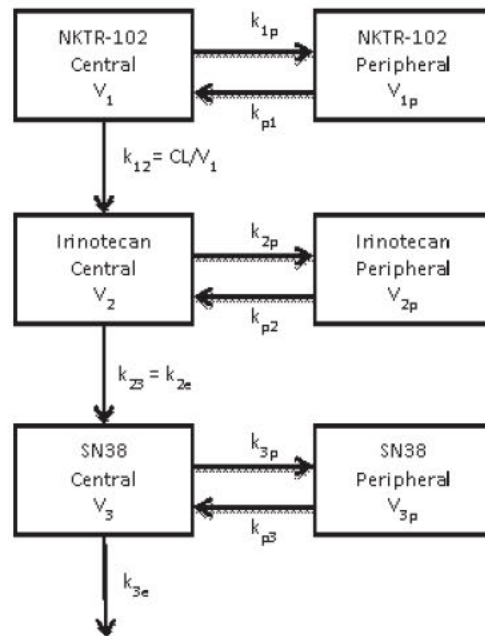 NKTR-102
Central
V₁
k₁ₚ
kₚ₁
NKTR-102
Peripheral
V₁ₚ
k₁₂ = CL/V₁
Irinotecan
Central
V₂
k₂ₚ
kₚ₂
Irinotecan
Peripheral
V₂ₚ
k₂₃ = k₂ₑ
SN38
Central
V₃
k₃ₚ
kₚ₃
SN38
Peripheral
V₃ₚ
k₃ₑ